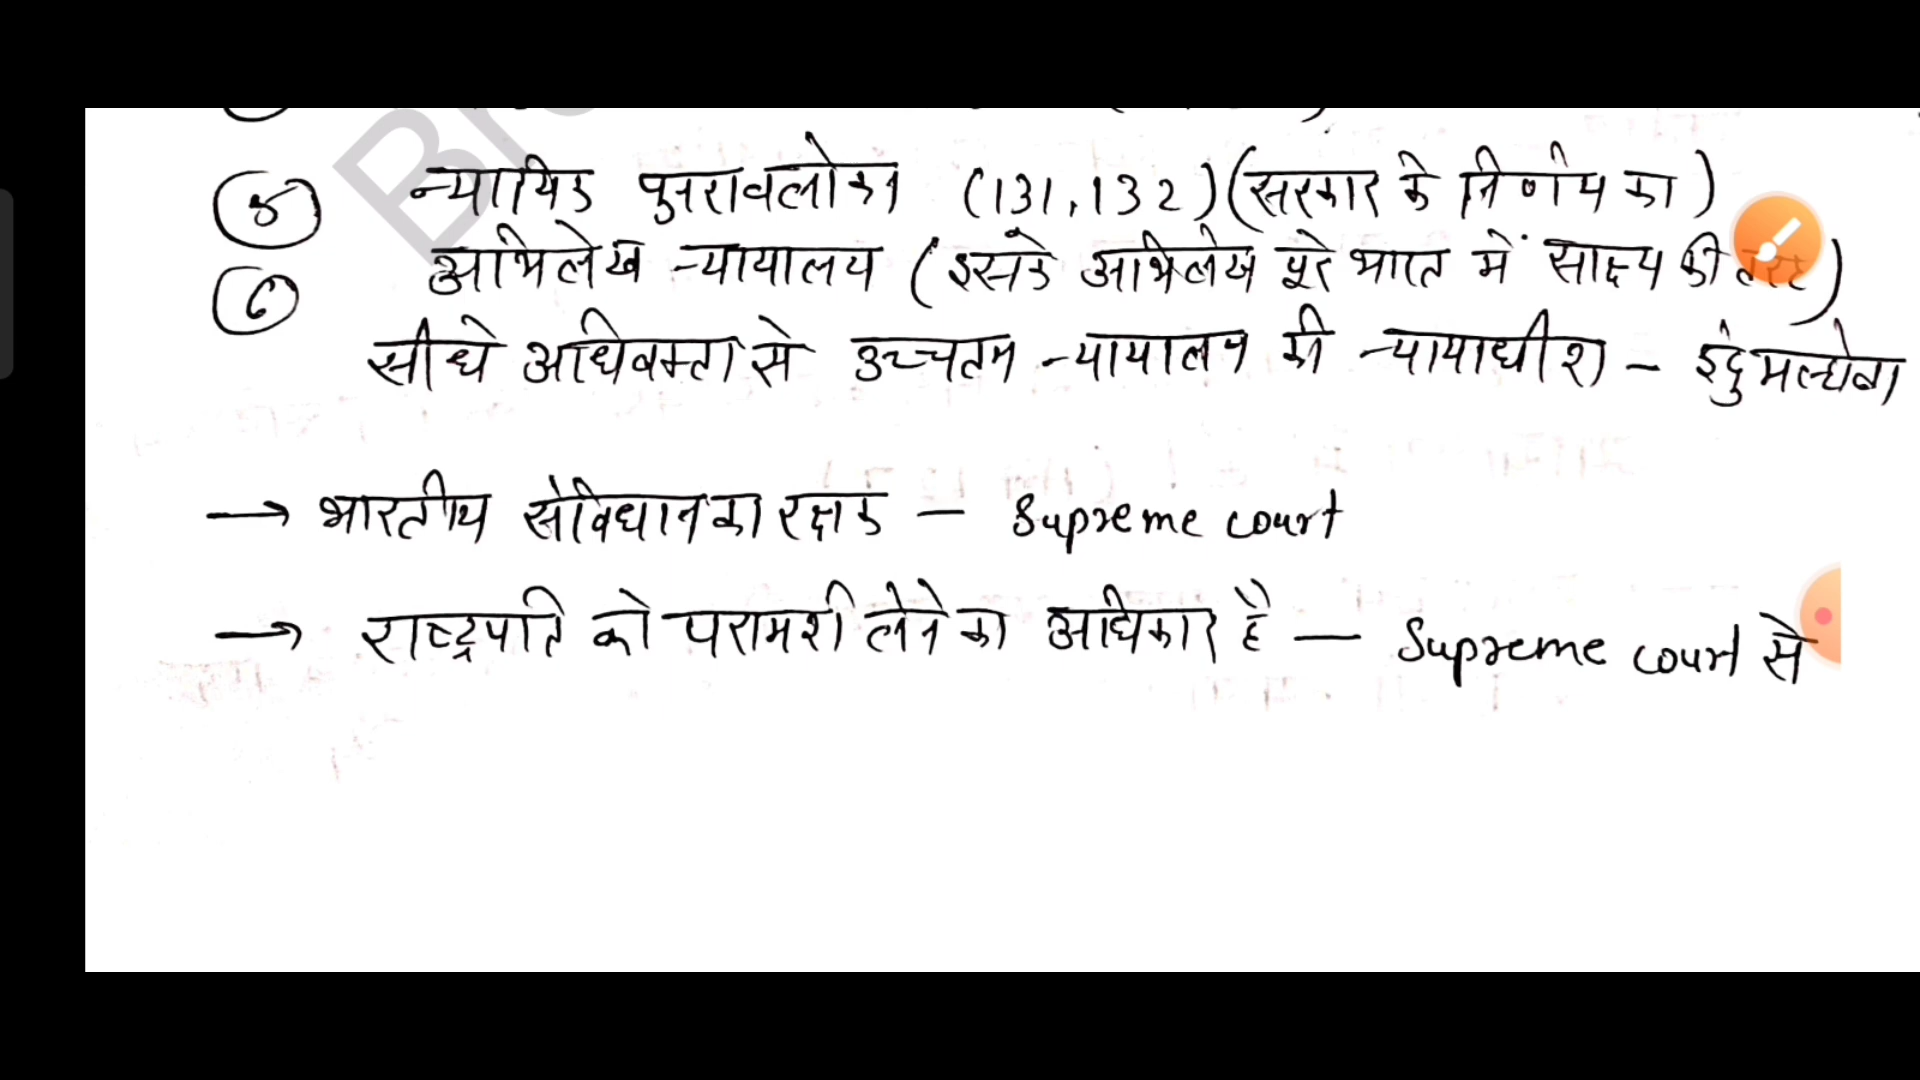 ⑤ न्यायिक पुनरावलोकन (131, 132) (सरकार के निर्णय का)
⑥ अभिलेख न्यायालय (इसके अभिलेख पूरे भारत में साक्ष्य की तरह)
सीधे अधिवक्ता से उच्चतम न्यायालय की न्यायाधीश - इंदु मल्होत्रा
→ भारतीय संविधान का रक्षक - Supreme court
→ राष्ट्रपति को परामर्श लेने का अधिकार है - Supreme court से